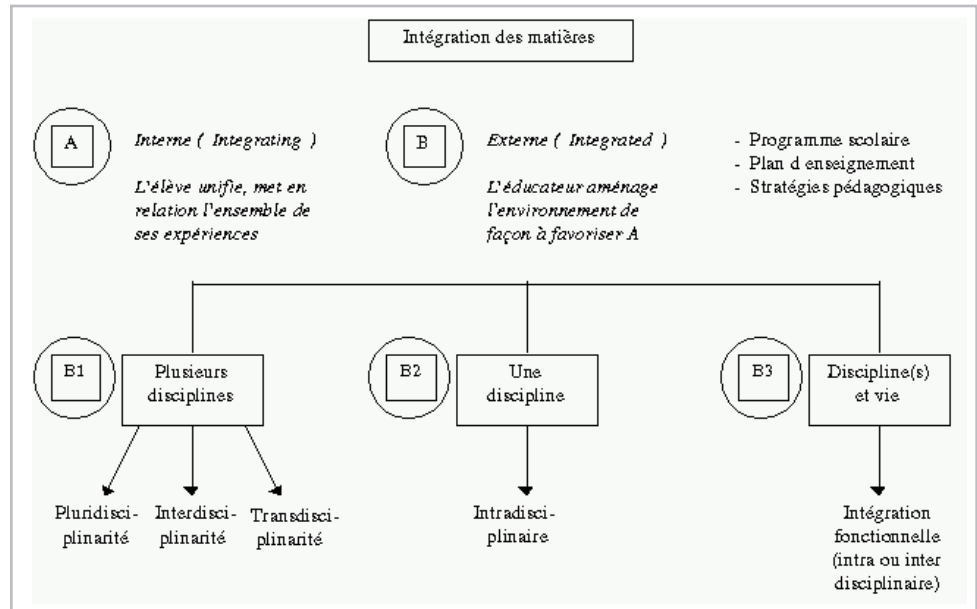 Intégration des matières
A
Interne ( Integrating )
L'élève unifie, met en
relation l'ensemble de
ses expériences
B
Externe ( Integrated )
L'éducateur aménage
l'environnement de
façon à favoriser A
- Programme scolaire
- Plan d enseignement
- Stratégies pédagogiques
B1
Plusieurs
disciplines
B2
Une
discipline
B3
Discipline(s)
et vie
Pluridisci-
plinarité
Interdisci-
plinarité
Transdisci-
plinarité
Intradisci-
plinaire
Intégration
fonctionnelle
(intra ou inter
disciplinaire)